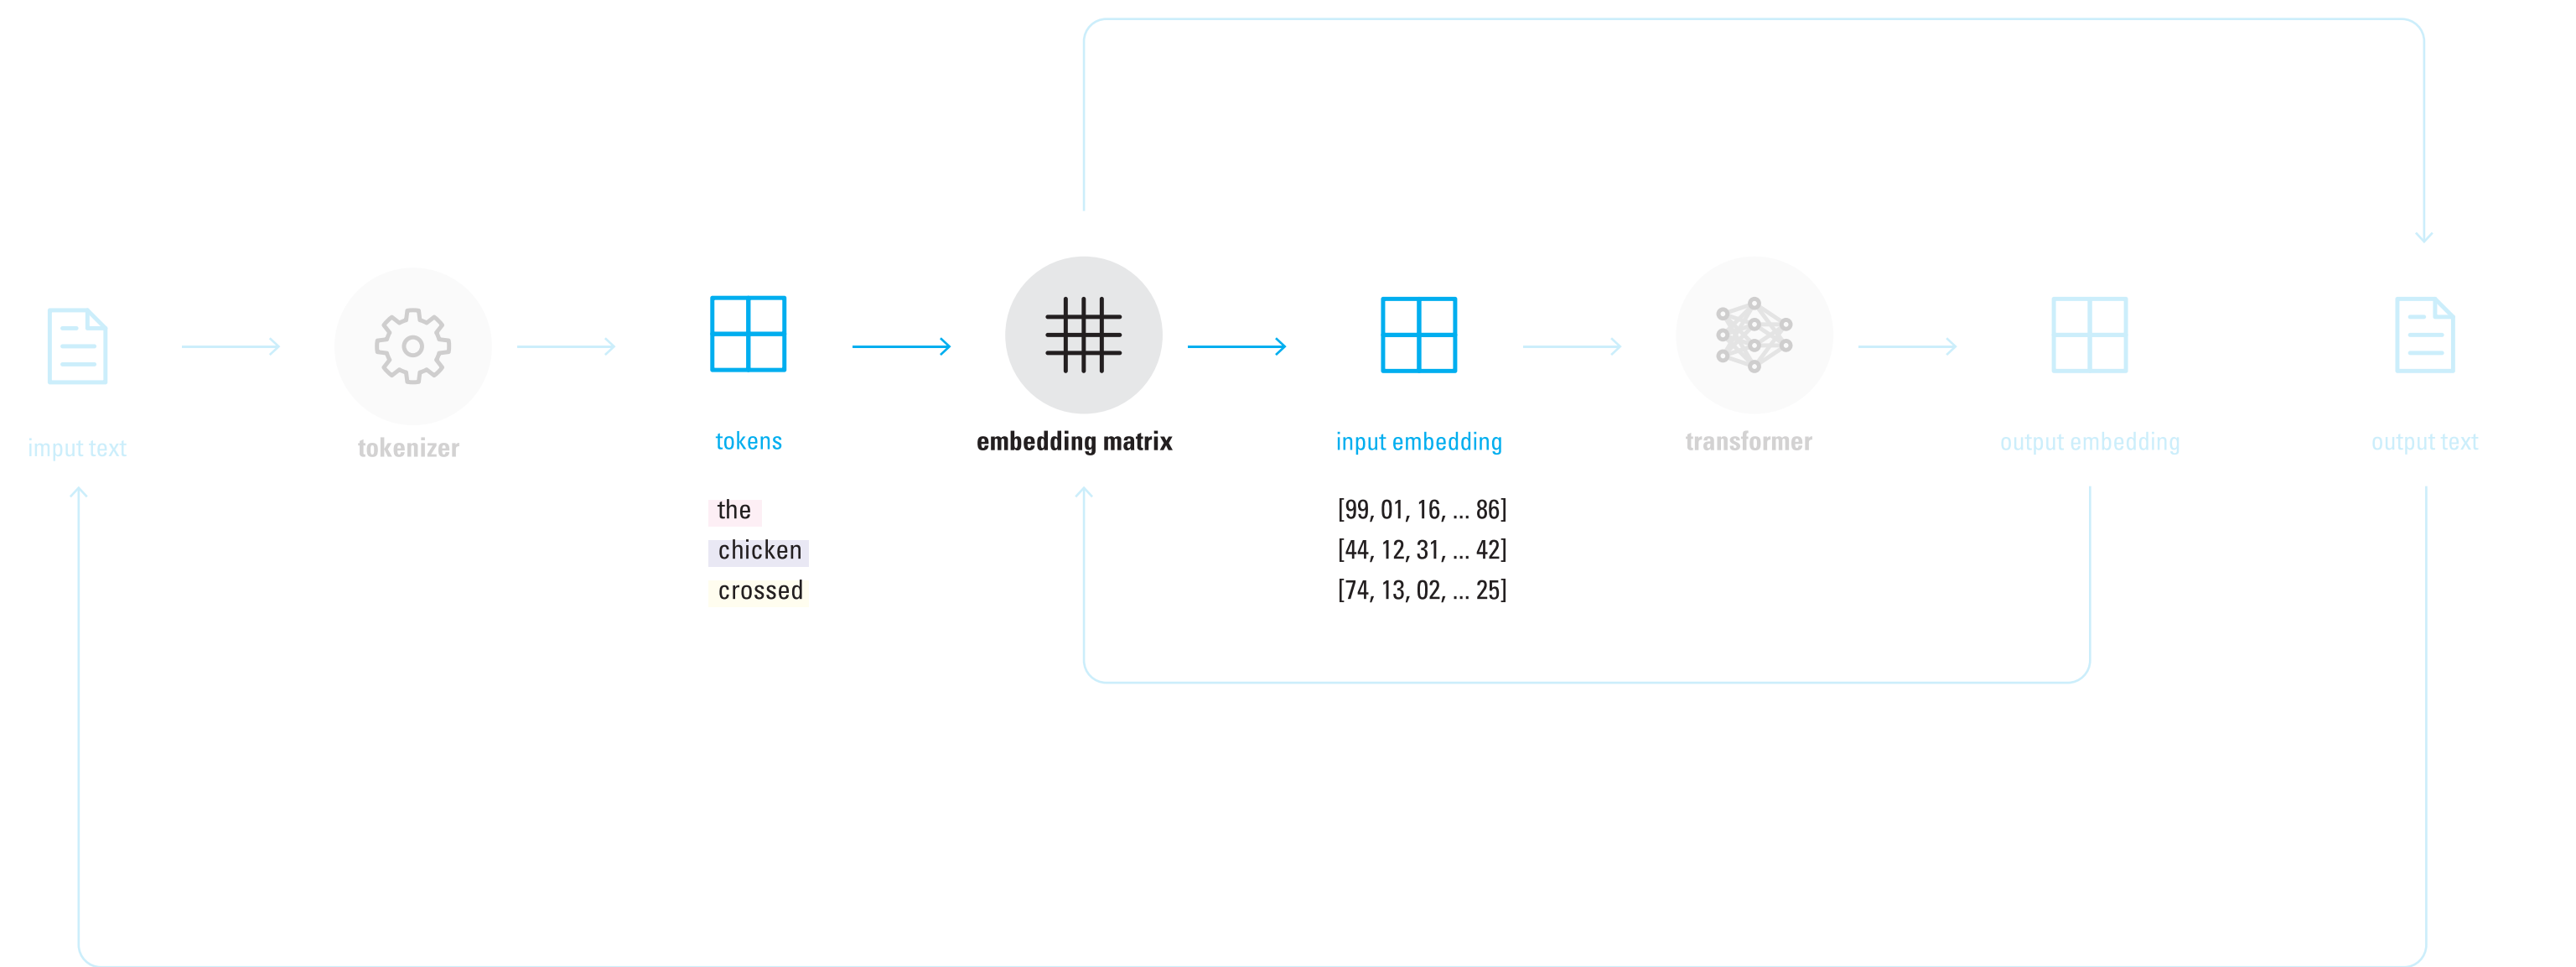 imput text
tokenizer
tokens
embedding matrix
input embedding
transformer
output embedding
output text
the
chicken
crossed
[99, 01, 16, ... 86]
[44, 12, 31, ... 42]
[74, 13, 02, ... 25]